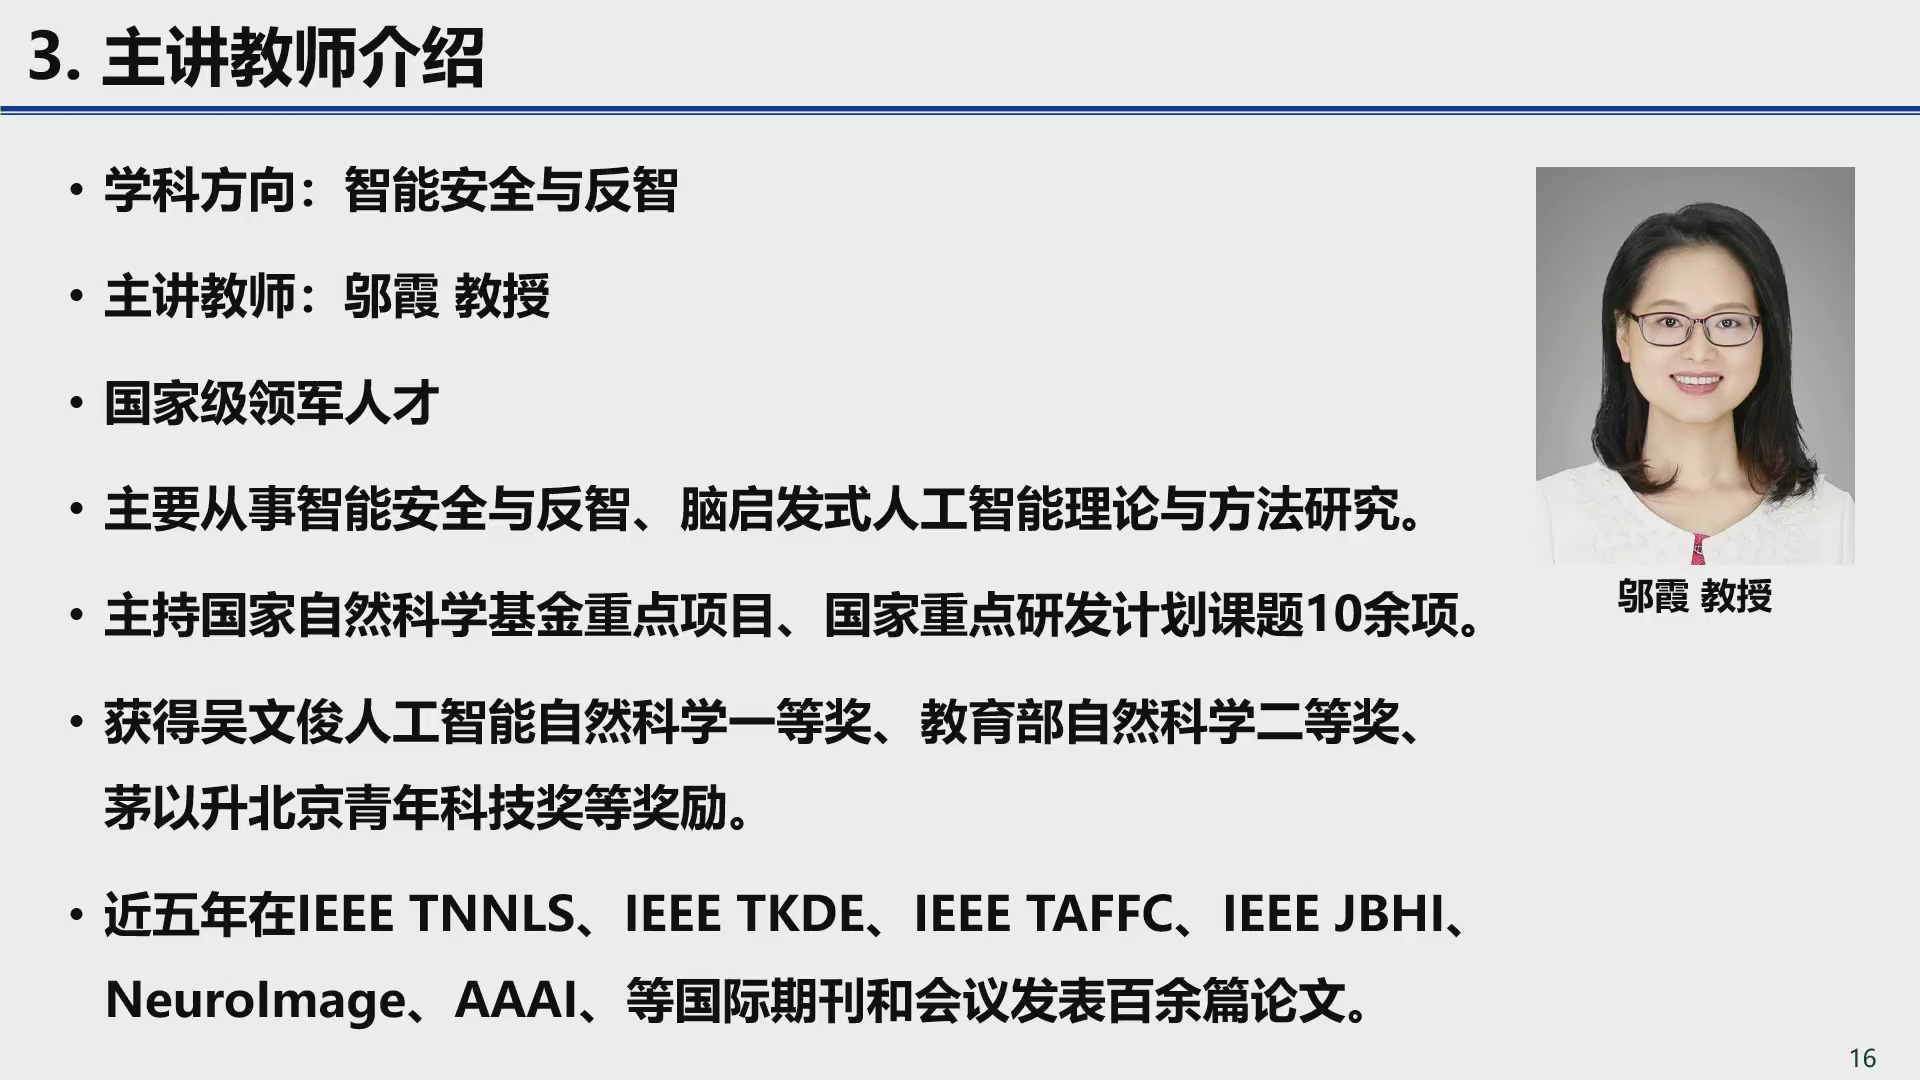 3. 主讲教师介绍
• 学科方向：智能安全与反智
• 主讲教师：邬霞 教授
• 国家级领军人才
• 主要从事智能安全与反智、脑启发式人工智能理论与方法研究。
• 主持国家自然科学基金重点项目、国家重点研发计划课题10余项。
• 获得吴文俊人工智能自然科学一等奖、教育部自然科学二等奖、
茅以升北京青年科技奖等奖励。
• 近五年在IEEE TNNLS、IEEE TKDE、IEEE TAFFC、IEEE JBHI、
NeuroImage、AAAI、等国际期刊和会议发表百余篇论文。
邬霞 教授
16